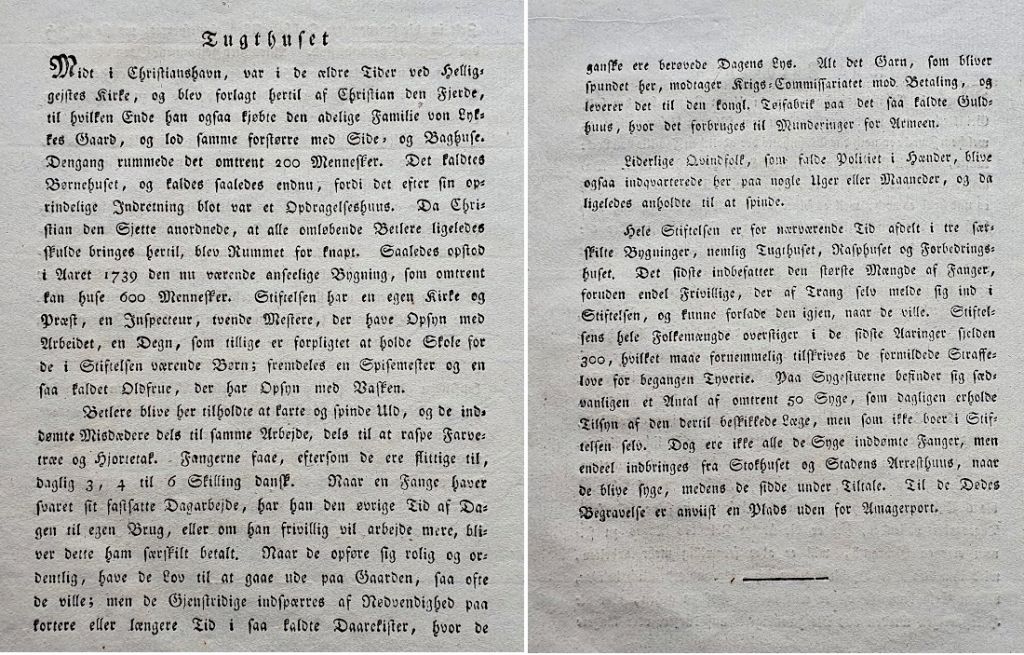 Tugthuset
Midt i Christianshavn, var i de ældre Tider ved Hellig-
geistes Kirke, og blev forlagt hertil af Christian den Fjerde,
til hvilken Ende han ogsaa kjøbte den adelige Familie von Lyk-
kes Gaard, og lod samme forstørre med Side- og Baghuse.
Dengang rummede det omtrent 200 Mennesker. Det kaldtes
Børnehuset, og kaldes saaledes endnu, fordi det efter sin op-
rindelige Indretning blot var et Opdragelseshuus. Da Chri-
stian den Sjette anordnede, at alle omløbende Betlere ligeledes
skulde bringes hertil, blev Rummet for knapt. Saaledes opstod
i Aaret 1739 den nu værende anseelige Bygning, som omtrent
kan huse 600 Mennesker. Stiftelsen har en egen Kirke og
Præst, en Inspecteur, tvende Mestere, der have Opsyn med
Arbeidet, en Degn, som tillige er forpligtet at holde Skole for
de i Stiftelsen værende Børn; fremdeles en Spisemester og en
saa kaldet Oldfrue, der har Opsyn med Vasken.
Betlere blive her tilholdte at karte og spinde Uld, og de ind-
dømte Misdædere dels til samme Arbejde, dels til at raspe Farve-
træe og Hjortetak. Fangerne faae, eftersom de ere flittige til,
daglig 3, 4 til 6 Skilling dansk. Naar en Fange haver
svaret sit fastsatte Dagarbejde, har han den øvrige Tid af Da-
gen til egen Brug, eller om han frivillig vil arbejde mere, bli-
ver dette ham særskilt betalt. Naar de opføre sig rolig og or-
dentlig, have de Lov til at gaae ude paa Gaarden, saa ofte
de ville; men de Gjenstridige indspærres af Nødvendighed paa
kortere eller længere Tid i saa kaldte Daarekister, hvor de
ganske ere berøvede Dagens Lys. Alt det Garn, som bliver
spundet her, modtager Krigs-Commissariatet mod Betaling, og
leverer det til den kongl. Tøifabrik paa det saa kaldte Guld-
huus, hvor det forbruges til Munderinger for Armeen.
Liderlige Qvindfolk, som falde Politiet i Hænder, blive
ogsaa indqvarterede her paa nogle Uger eller Maaneder, og da
ligeledes anholdte til at spinde.
Hele Stiftelsen er for nærværende Tid afdelt i tre sær-
skilte Bygninger, nemlig Tugthuset, Rasphuset og Forbedrings-
huset. Det sidste indbefatter den største Mængde af Fanger,
foruden endel Frivillige, der af Trang selv melde sig ind i
Stiftelsen, og kunne forlade den igjen, naar de ville. Stiftel-
sens hele Folkemængde overstiger i de sidste Aaringer sjelden
300, hvilket maae fornemmelig tilskrives de formildede Straffe-
love for begangen Tyverie. Paa Sygestuerne befinder sig sæd-
vanligen et Antal af omtrent 50 Syge, som dagligen erholde
Tilsyn af den dertil beskikkede Læge, men som ikke boer i Stif-
telsen selv. Dog ere ikke alle de Syge inddømte Fanger, men
endeel indbringes fra Stokhuset og Stadens Arresthuus, naar
de blive syge, medens de sidde under Tiltale. Til de Dødes
Begravelse er anviist en Plads uden for Amagerport.